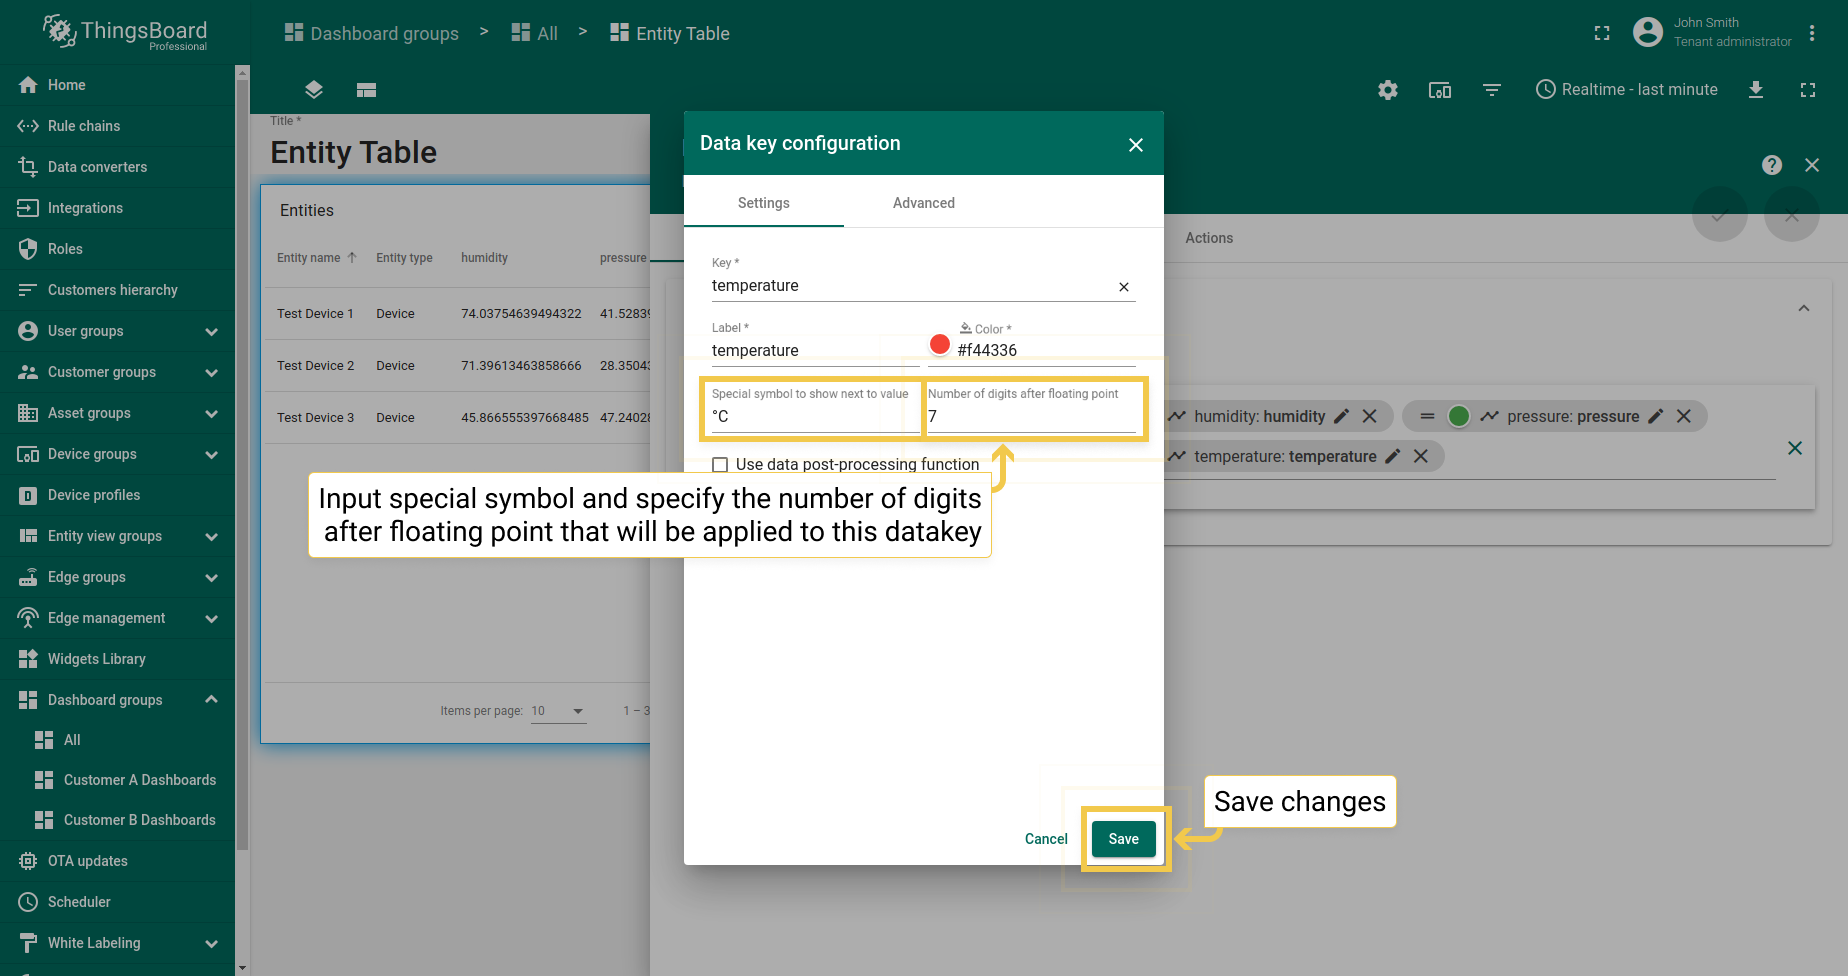 ThingsBoard
Professional
Dashboard groups > All > Entity Table
John Smith
Tenant administrator
Home
Rule chains
Data converters
Integrations
Roles
Customers hierarchy
User groups
Customer groups
Asset groups
Device groups
Device profiles
Entity view groups
Edge groups
Edge management
Widgets Library
Dashboard groups
All
Customer A Dashboards
Customer B Dashboards
OTA updates
Scheduler
White Labeling
Realtime - last minute
Title *
Entity Table
Entities
Entity name Entity type humidity pressure
Test Device 1 Device 74.03754639494322 41.5283
Test Device 2 Device 71.39613463858666 28.3504
Test Device 3 Device 45.866555397668485 47.2402
Items per page: 10 1 – 3
Data key configuration
Settings Advanced
Key *
temperature
Label * Color *
temperature #f44336
Special symbol to show next to value Number of digits after floating point
°C 7
Use data post-processing function
Input special symbol and specify the number of digits
after floating point that will be applied to this datakey
Cancel Save
Save changes
Actions
humidity: humidity pressure: pressure
temperature: temperature